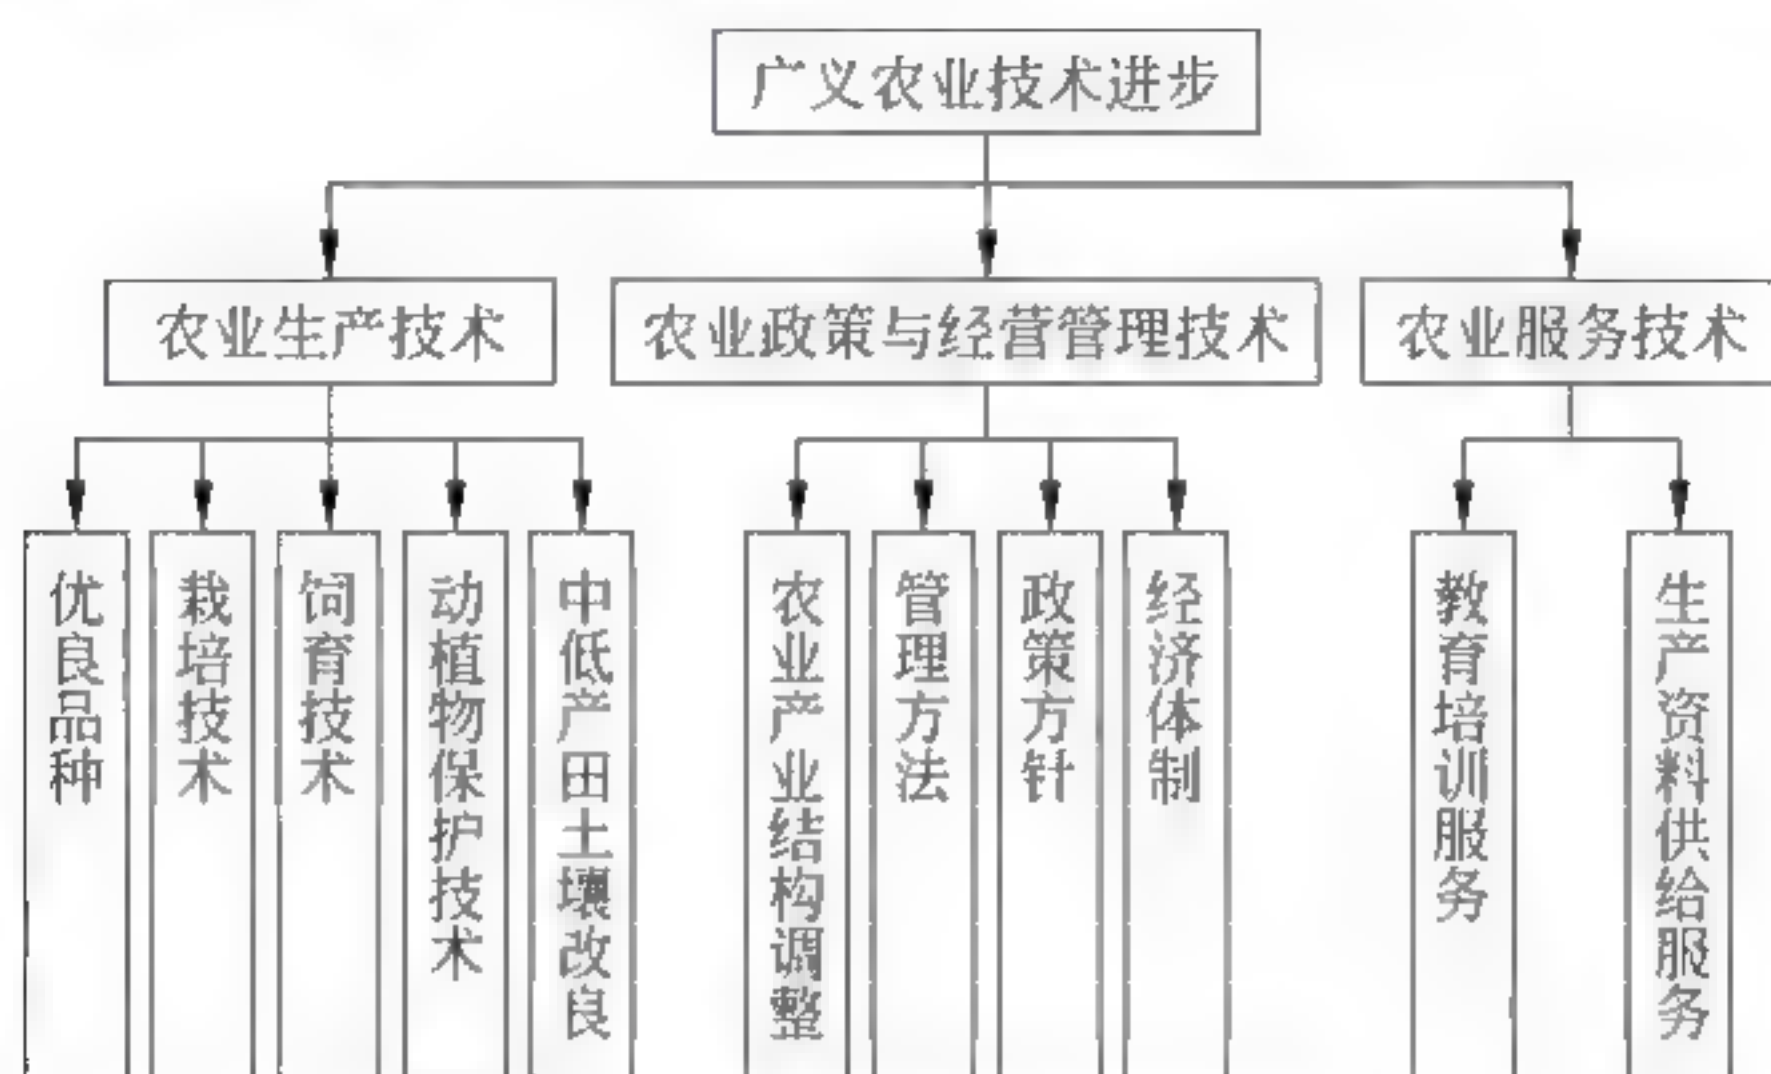 广义农业技术进步
农业生产技术
农业政策与经营管理技术
农业服务技术
优良品种
栽培技术
饲育技术
动植物保护技术
中低产田土壤改良
农业产业结构调整
管理方法
政策方针
经济体制
教育培训服务
生产资料供给服务